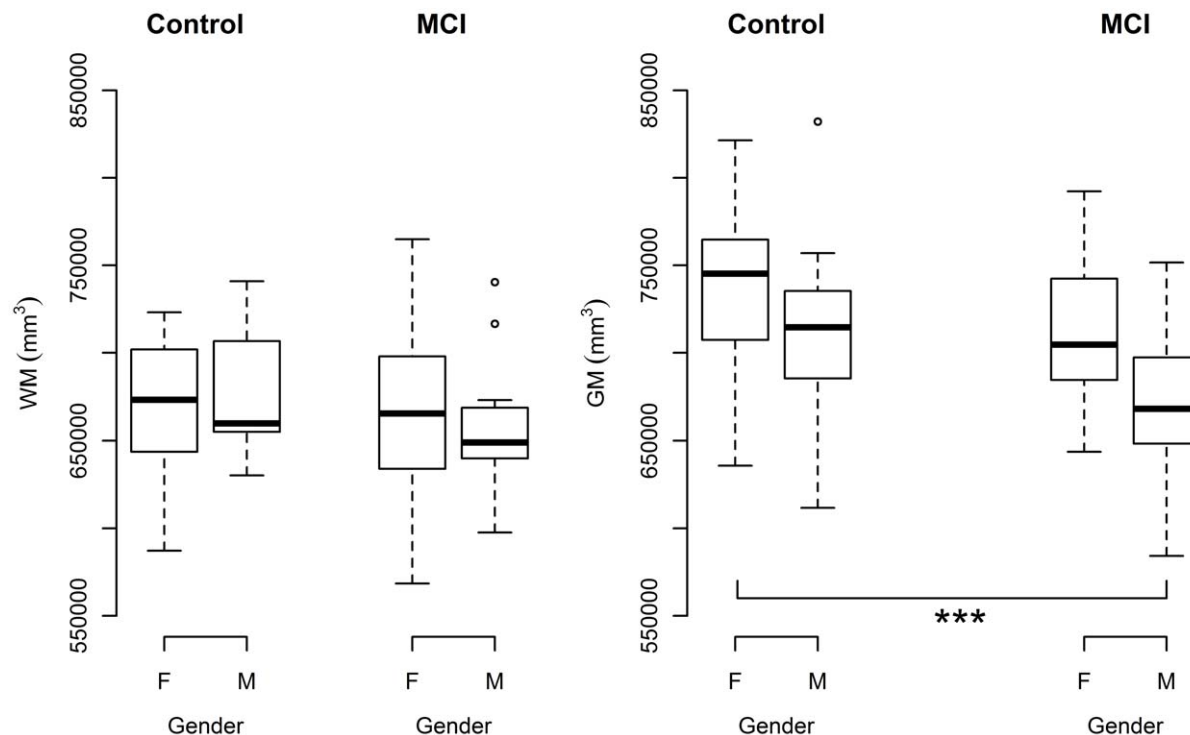 Control MCI Control MCI
850000 850000
750000 750000
WM (mm³) GM (mm³)
650000 650000
550000 550000
***
F M F M F M F M
Gender Gender Gender Gender